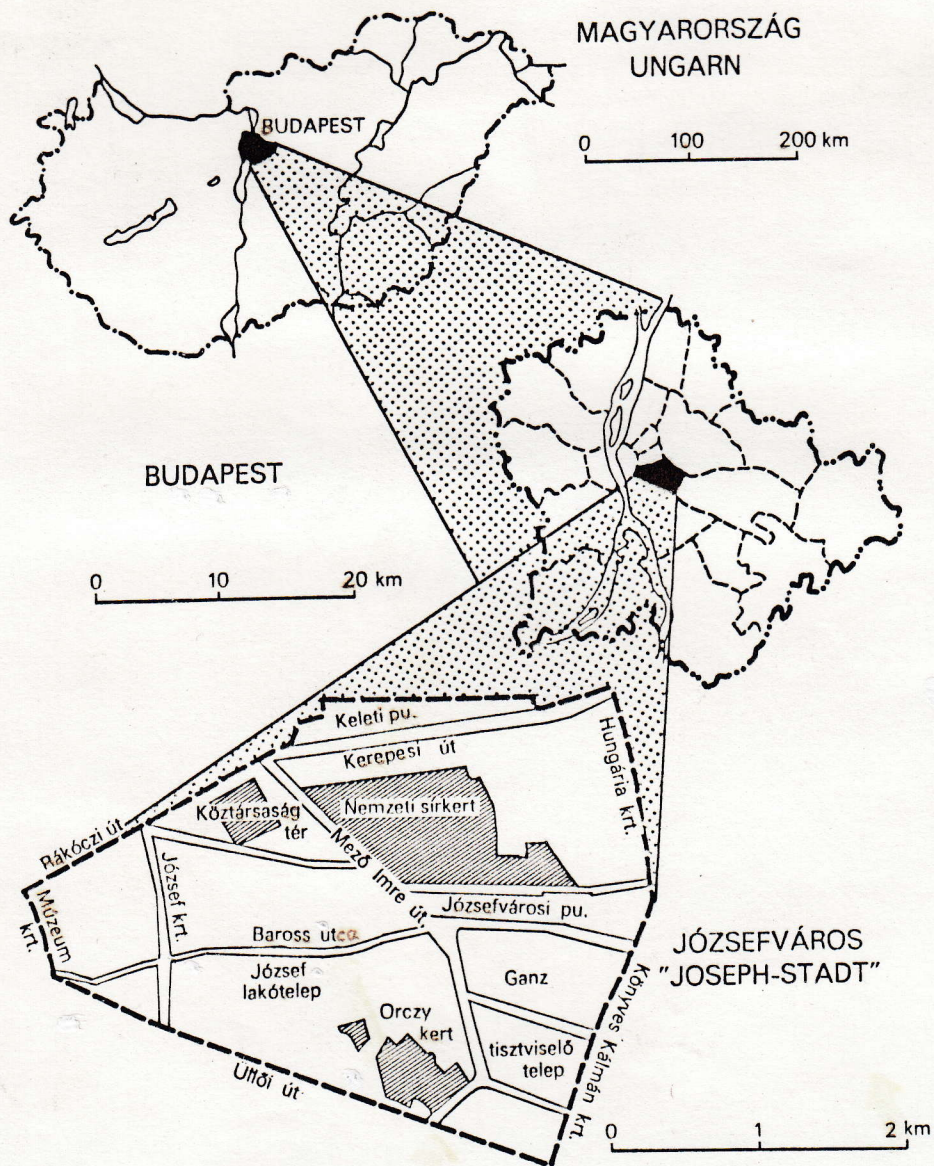 MAGYARORSZÁG
UNGARN
0 100 200 km
BUDAPEST
BUDAPEST
0 10 20 km
Keleti pu.
Kerepesi út
Hungária krt.
Nemzeti sírkert
Köztársaság
tér
Rákóczi út
Mező Imre út
József krt.
Múzeum
krt.
Józsefvárosi pu.
Baross utca
József
lakótelep
Ganz
Orczy
kert
tisztviselő
telep
Üllői út
Könyves Kálmán krt.
JÓZSEFVÁROS
"JOSEPH-STADT"
0 1 2 km